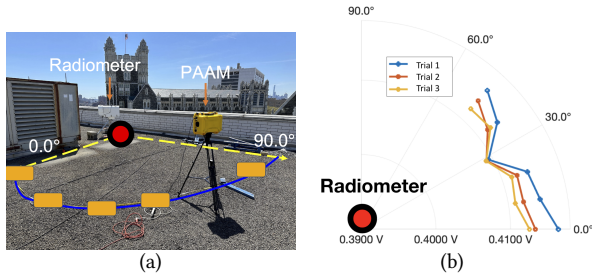 Radiometer
PAAM
0.0°
90.0°
(a)
90.0°
60.0°
Trial 1
Trial 2
Trial 3
30.0°
Radiometer
0.0°
0.3900 V
0.4000 V
0.4100 V
(b)